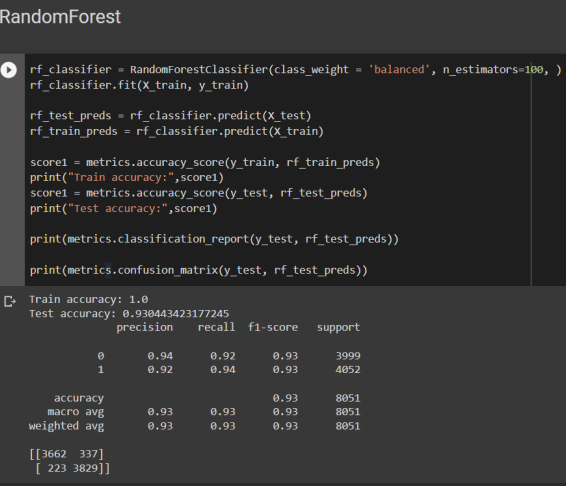 RandomForest
rf_classifier = RandomForestClassifier(class_weight = 'balanced', n_estimators=100, )
rf_classifier.fit(X_train, y_train)
rf_test_preds = rf_classifier.predict(X_test)
rf_train_preds = rf_classifier.predict(X_train)
score1 = metrics.accuracy_score(y_train, rf_train_preds)
print("Train accuracy:",score1)
score1 = metrics.accuracy_score(y_test, rf_test_preds)
print("Test accuracy:",score1)
print(metrics.classification_report(y_test, rf_test_preds))
print(metrics.confusion_matrix(y_test, rf_test_preds))
Train accuracy: 1.0
Test accuracy: 0.930443423177245
precision recall f1-score support
0 0.94 0.92 0.93 3999
1 0.92 0.94 0.93 4052
accuracy 0.93 8051
macro avg 0.93 0.93 0.93 8051
weighted avg 0.93 0.93 0.93 8051
[[3662 337]
[ 223 3829]]